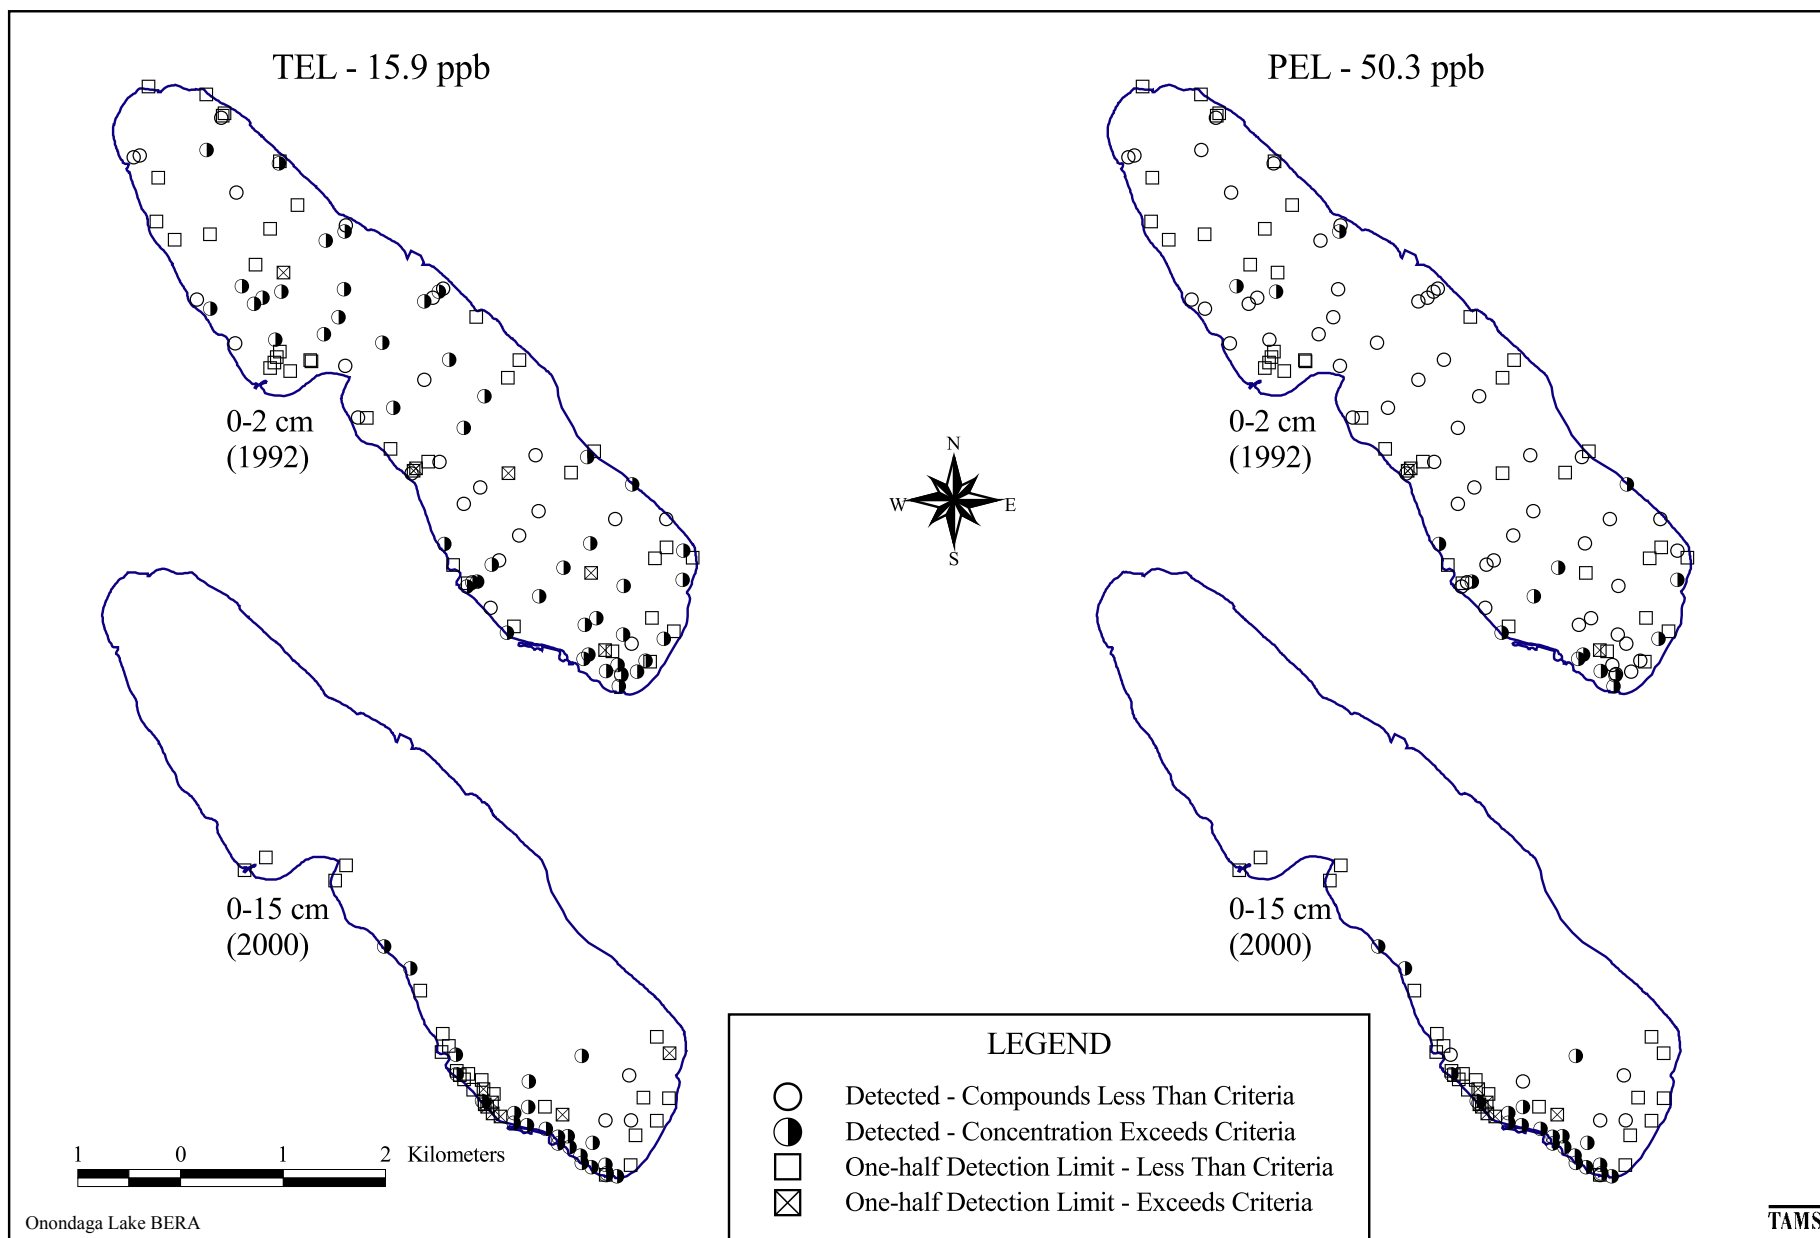 TEL - 15.9 ppb
PEL - 50.3 ppb
0-2 cm
(1992)
0-2 cm
(1992)
N
W
E
S
0-15 cm
(2000)
0-15 cm
(2000)
LEGEND
Detected - Compounds Less Than Criteria
Detected - Concentration Exceeds Criteria
One-half Detection Limit - Less Than Criteria
One-half Detection Limit - Exceeds Criteria
1 0 1 2 Kilometers
Onondaga Lake BERA
TAMS